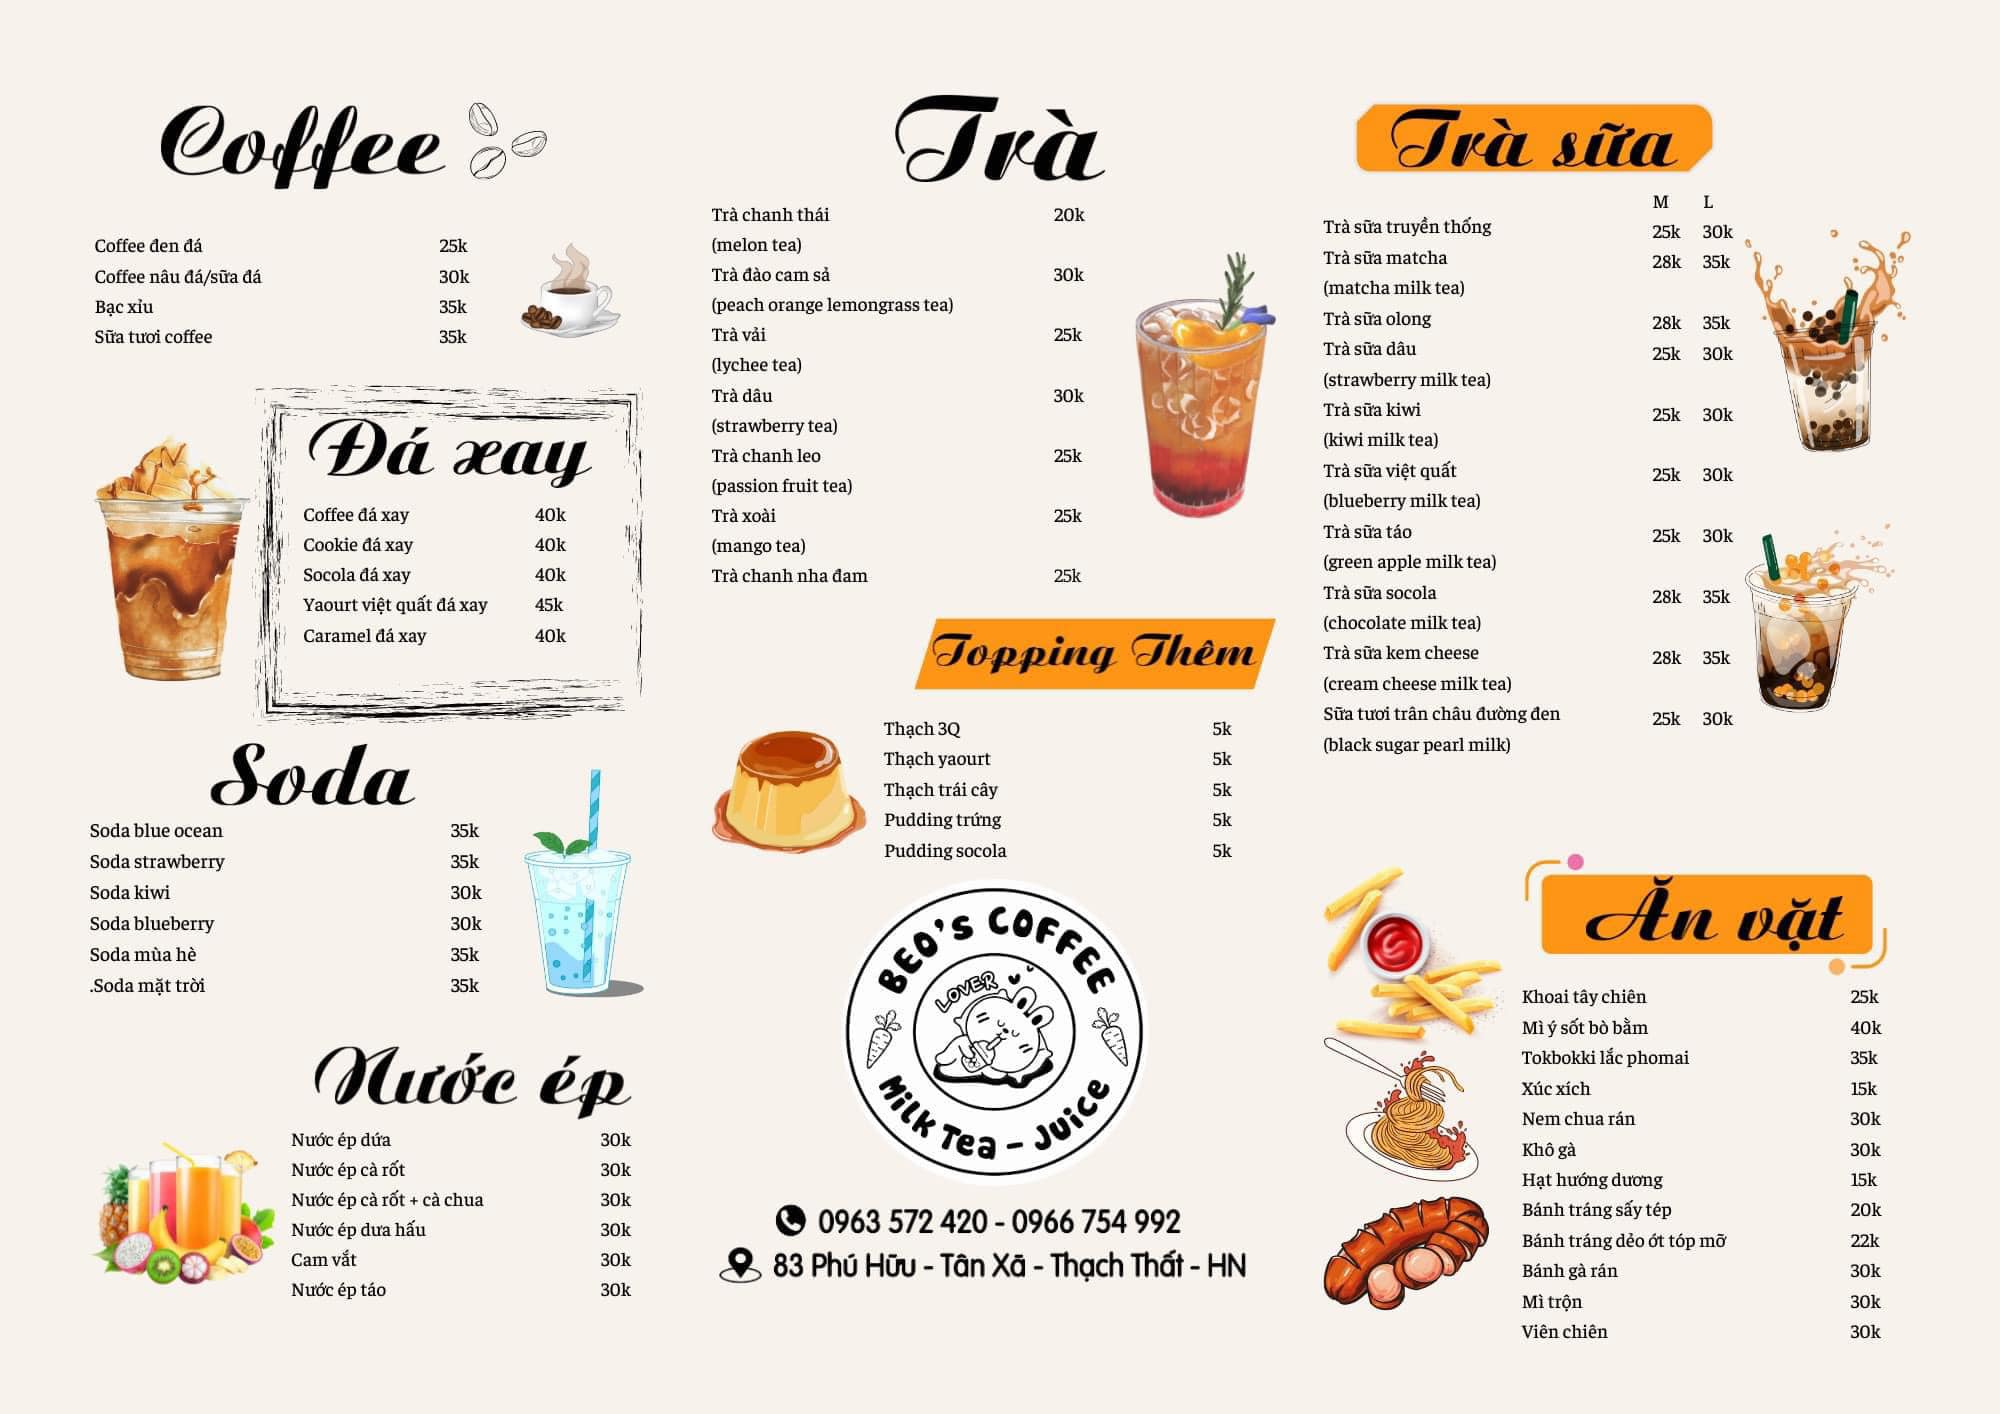 Coffee
Coffee đen đá 25k
Coffee nâu đá/sữa đá 30k
Bạc xỉu 35k
Sữa tươi coffee 35k
Đá xay
Coffee đá xay 40k
Cookie đá xay 40k
Socola đá xay 40k
Yaourt việt quất đá xay 45k
Caramel đá xay 40k
Soda
Soda blue ocean 35k
Soda strawberry 35k
Soda kiwi 30k
Soda blueberry 30k
Soda mùa hè 35k
.Soda mặt trời 35k
Nước ép
Nước ép dứa 30k
Nước ép cà rốt 30k
Nước ép cà rốt + cà chua 30k
Nước ép dưa hấu 30k
Cam vắt 30k
Nước ép táo 30k
Trà
Trà chanh thái 20k
(melon tea)
Trà đào cam sả 30k
(peach orange lemongrass tea)
Trà vải 25k
(lychee tea)
Trà dâu 30k
(strawberry tea)
Trà chanh leo 25k
(passion fruit tea)
Trà xoài 25k
(mango tea)
Trà chanh nha đam 25k
Topping Thêm
Thạch 3Q 5k
Thạch yaourt 5k
Thạch trái cây 5k
Pudding trứng 5k
Pudding socola 5k
BEO'S COFFEE
LOVER
Milk Tea - Juice
0963 572 420 - 0966 754 992
83 Phú Hữu - Tân Xã - Thạch Thất - HN
Trà sữa
M L
Trà sữa truyền thống 25k 30k
Trà sữa matcha 28k 35k
(matcha milk tea)
Trà sữa olong 28k 35k
Trà sữa dâu 25k 30k
(strawberry milk tea)
Trà sữa kiwi 25k 30k
(kiwi milk tea)
Trà sữa việt quất 25k 30k
(blueberry milk tea)
Trà sữa táo 25k 30k
(green apple milk tea)
Trà sữa socola 28k 35k
(chocolate milk tea)
Trà sữa kem cheese 28k 35k
(cream cheese milk tea)
Sữa tươi trân châu đường đen 25k 30k
(black sugar pearl milk)
Ăn vặt
Khoai tây chiên 25k
Mì ý sốt bò bằm 40k
Tokbokki lắc phomai 35k
Xúc xích 15k
Nem chua rán 30k
Khô gà 30k
Hạt hướng dương 15k
Bánh tráng sấy tép 20k
Bánh tráng dẻo ớt tóp mỡ 22k
Bánh gà rán 30k
Mì trộn 30k
Viên chiên 30k